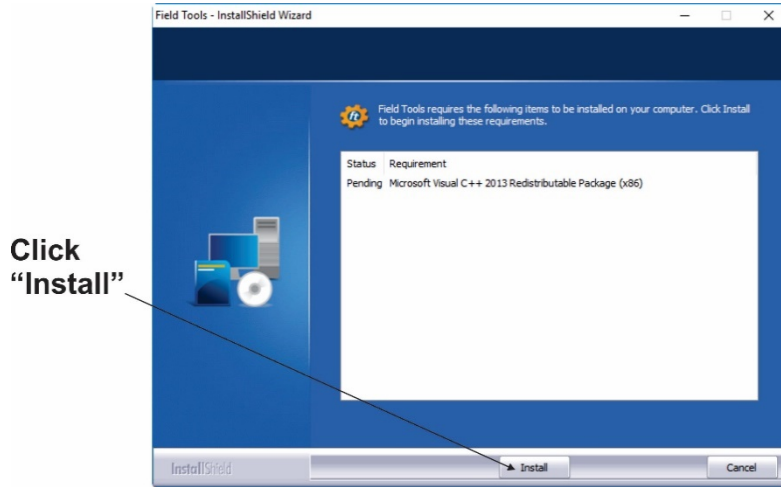 Field Tools - InstallShield Wizard
ft
Field Tools requires the following items to be installed on your computer. Click Install
to begin installing these requirements.
Status Requirement
Pending Microsoft Visual C++ 2013 Redistributable Package (x86)
Click
“Install”
InstallShield
Install
Cancel